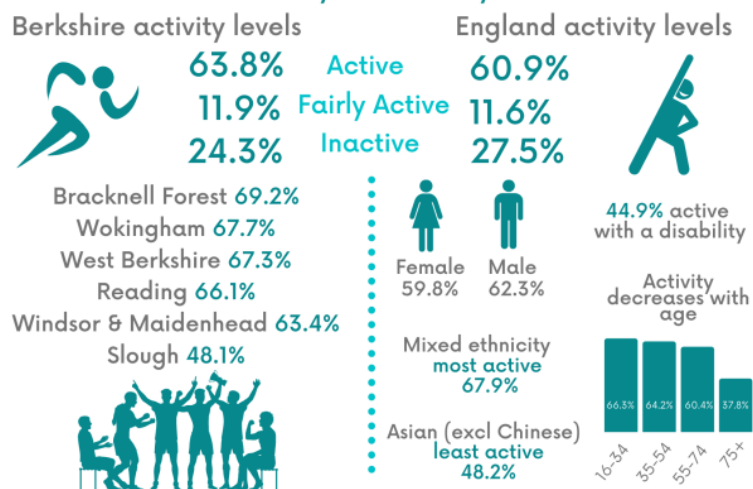 Berkshire activity levels
England activity levels
63.8% Active 60.9%
11.9% Fairly Active 11.6%
24.3% Inactive 27.5%
Bracknell Forest 69.2%
Wokingham 67.7%
West Berkshire 67.3%
Reading 66.1%
Windsor & Maidenhead 63.4%
Slough 48.1%
Female Male
59.8% 62.3%
Mixed ethnicity
most active
67.9%
Asian (excl Chinese)
least active
48.2%
44.9% active
with a disability
Activity
decreases with
age
66.3% 64.2% 60.4% 37.8%
16-34 35-54 55-74 75+